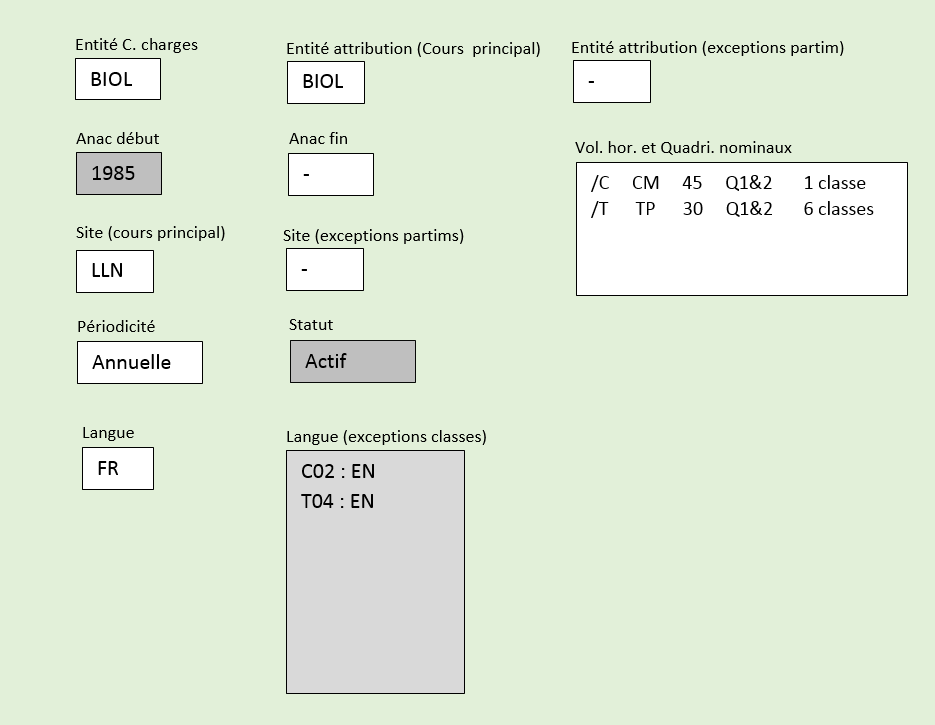 Entité C. charges
BIOL
Entité attribution (Cours  principal)
BIOL
Entité attribution (exceptions partim)
-
Anac début
1985
Anac fin
-
Vol. hor. et Quadri. nominaux
/C CM 45 Q1&2 1 classe
/T TP 30 Q1&2 6 classes
Site (cours principal)
LLN
Site (exceptions partims)
-
Périodicité
Annuelle
Statut
Actif
Langue
FR
Langue (exceptions classes)
C02 : EN
T04 : EN